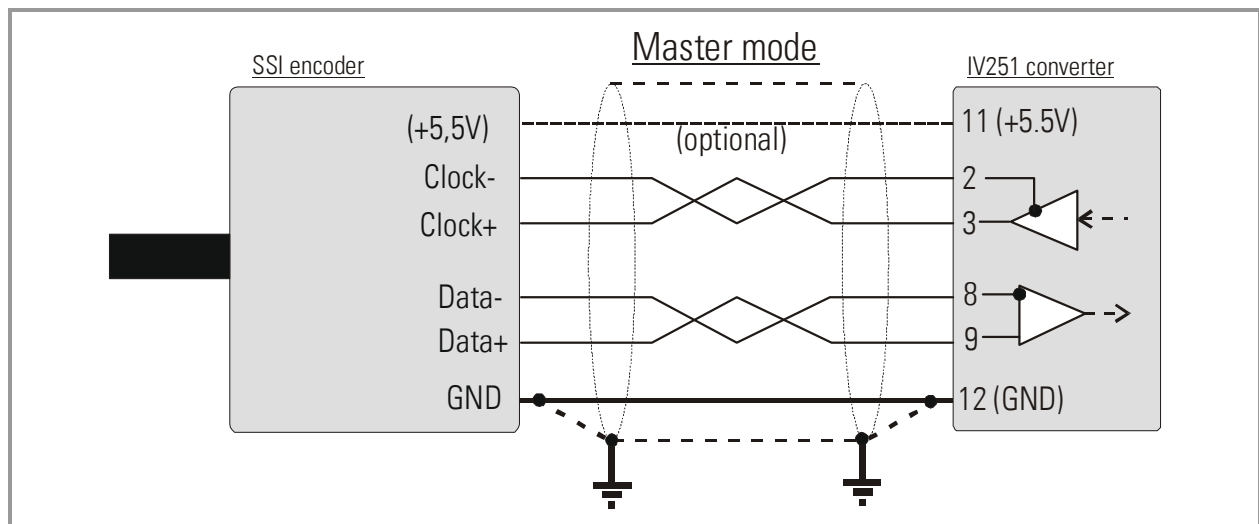 Master mode
SSI encoder
IV251 converter
(+5,5V)
(optional)
11 (+5.5V)
Clock-
2
Clock+
3
Data-
8
Data+
9
GND
12 (GND)